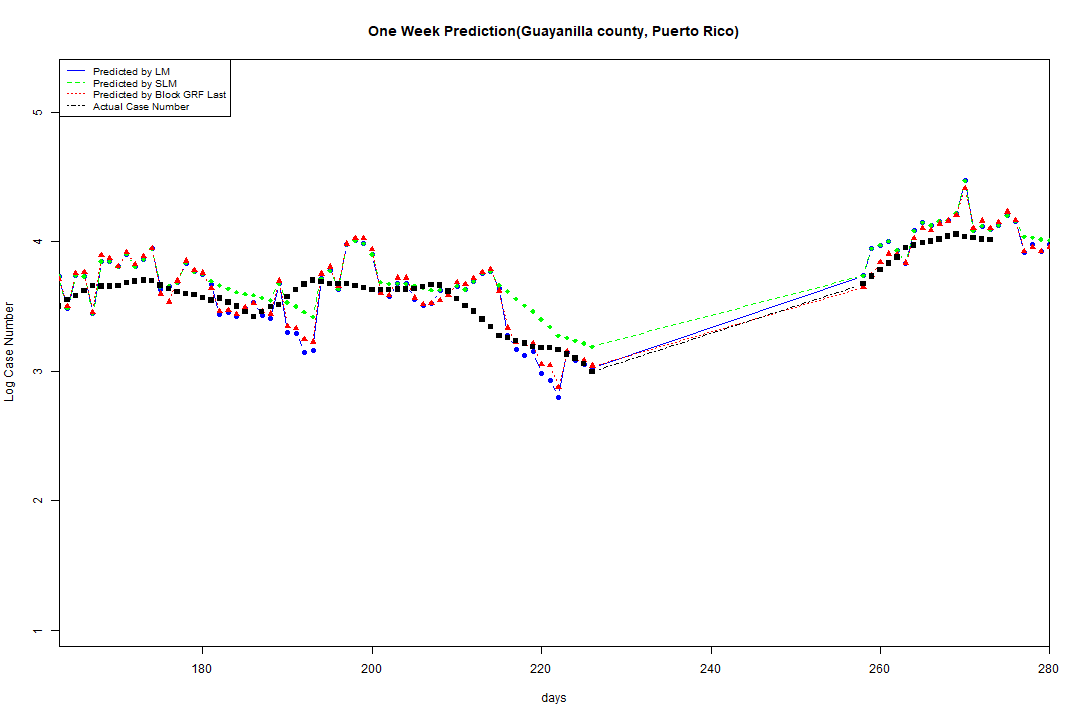 One Week Prediction(Guayanilla county, Puerto Rico)
Predicted by LM
Predicted by SLM
Predicted by Block GRF Last
Actual Case Number
5
4
3
2
1
Log Case Number
180 200 220 240 260 280
days